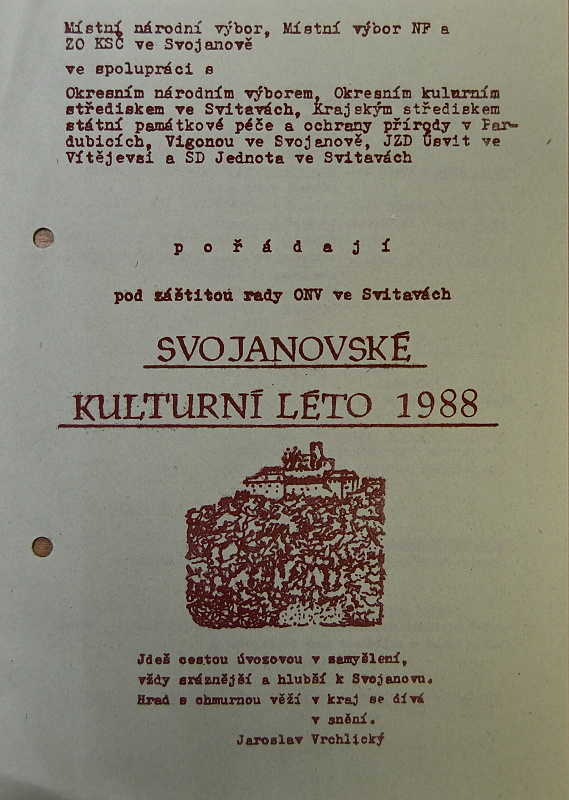 Místní národní výbor, Místní výbor NF a
ZO KSČ ve Svojanově
ve spolupráci s
Okresním národním výborem, Okresním kulurním
střediskem ve Svitavách, Krajským střediskem
státní památkové péče a ochrany přírody v Par-
dubicích, Vigonou ve Svojanově, JZD Úsvit ve
Vítějevsi a SD Jednota ve Svitavách
p o ř á d a j í
pod záštitou rady ONV ve Svitavách
SVOJANOVSKÉ
KULTURNÍ LÉTO 1988
Jdeš cestou úvozovou v zamyšlení,
vždy sráznější a hlubší k Svojanovu.
Hrad s chmurnou věží v kraj se dívá
v snění.
Jaroslav Vrchlický